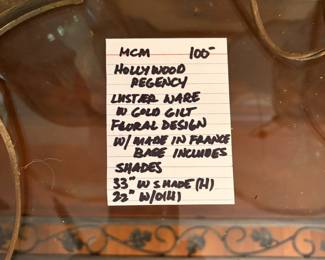 MCM 100-
HOLLYWOOD
REGENCY
LUSTER WARE
W GOLD GILT
FLORAL DESIGN
W/ MADE IN FRANCE
BASE INCLUDES
SHADES
33" W SHADE (H)
22" W/O (H)